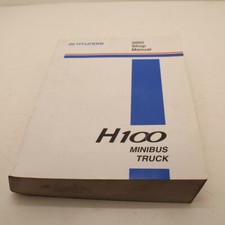 HYUNDAI
Shop
Manual
H100
MINIBUS
TRUCK